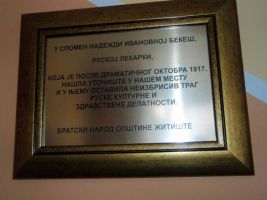 У СПОМЕН НАДЕЖДИ ИВАНОВНОЈ БЕКЕШ,
РУСКОЈ ЛЕКАРКИ,
КОЈА ЈЕ ПОСЛЕ ДРАМАТИЧНОГ ОКТОБРА 1917.
НАШЛА УТОЧИШТЕ У НАШЕМ МЕСТУ
И У ЊЕМУ ОСТАВИЛА НЕИЗБРИСИВ ТРАГ
РУСКЕ КУЛТУРНЕ И
ЗДРАВСТВЕНЕ ДЕЛАТНОСТИ.
БРАТСКИ НАРОД ОПШТИНЕ ЖИТИШТЕ